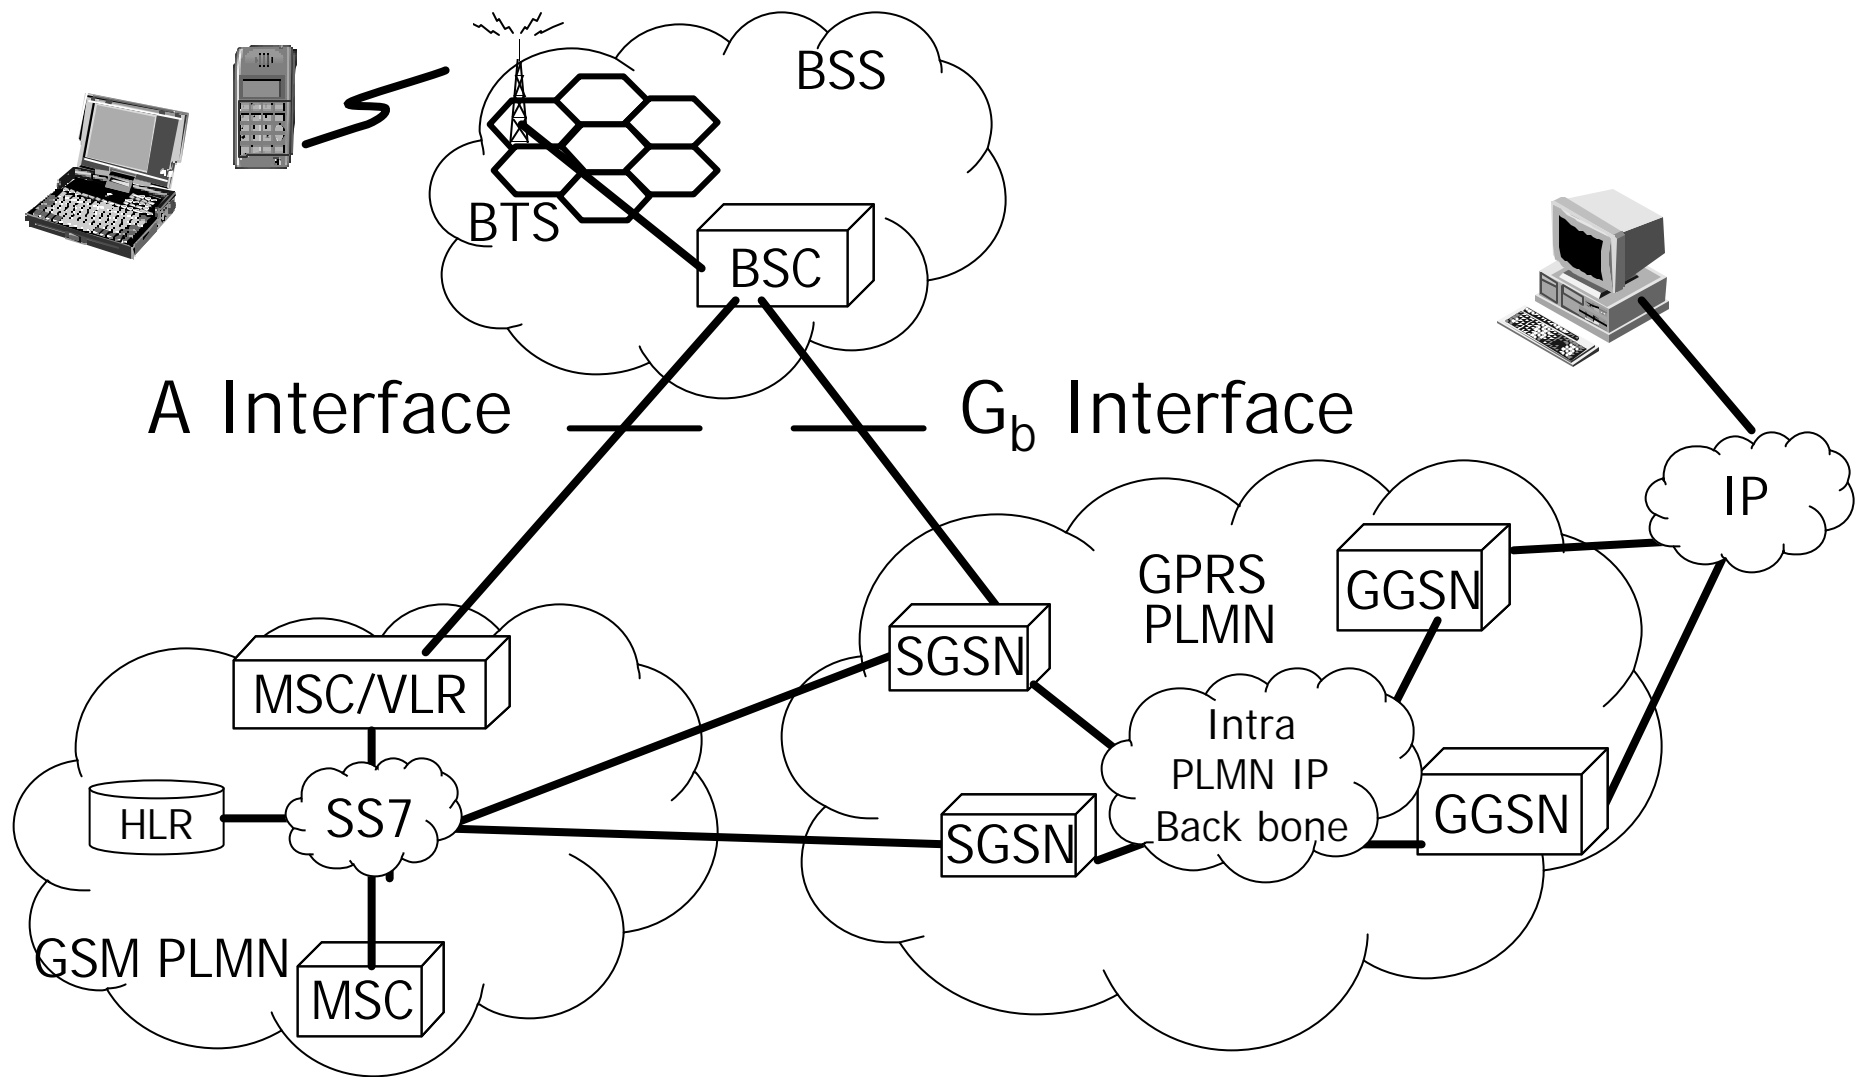 BSS
BTS
BSC
A Interface
Gb Interface
IP
GPRS
PLMN
GGSN
SGSN
MSC/VLR
Intra
PLMN IP
Back bone
HLR
SS7
SGSN
GGSN
GSM PLMN
MSC